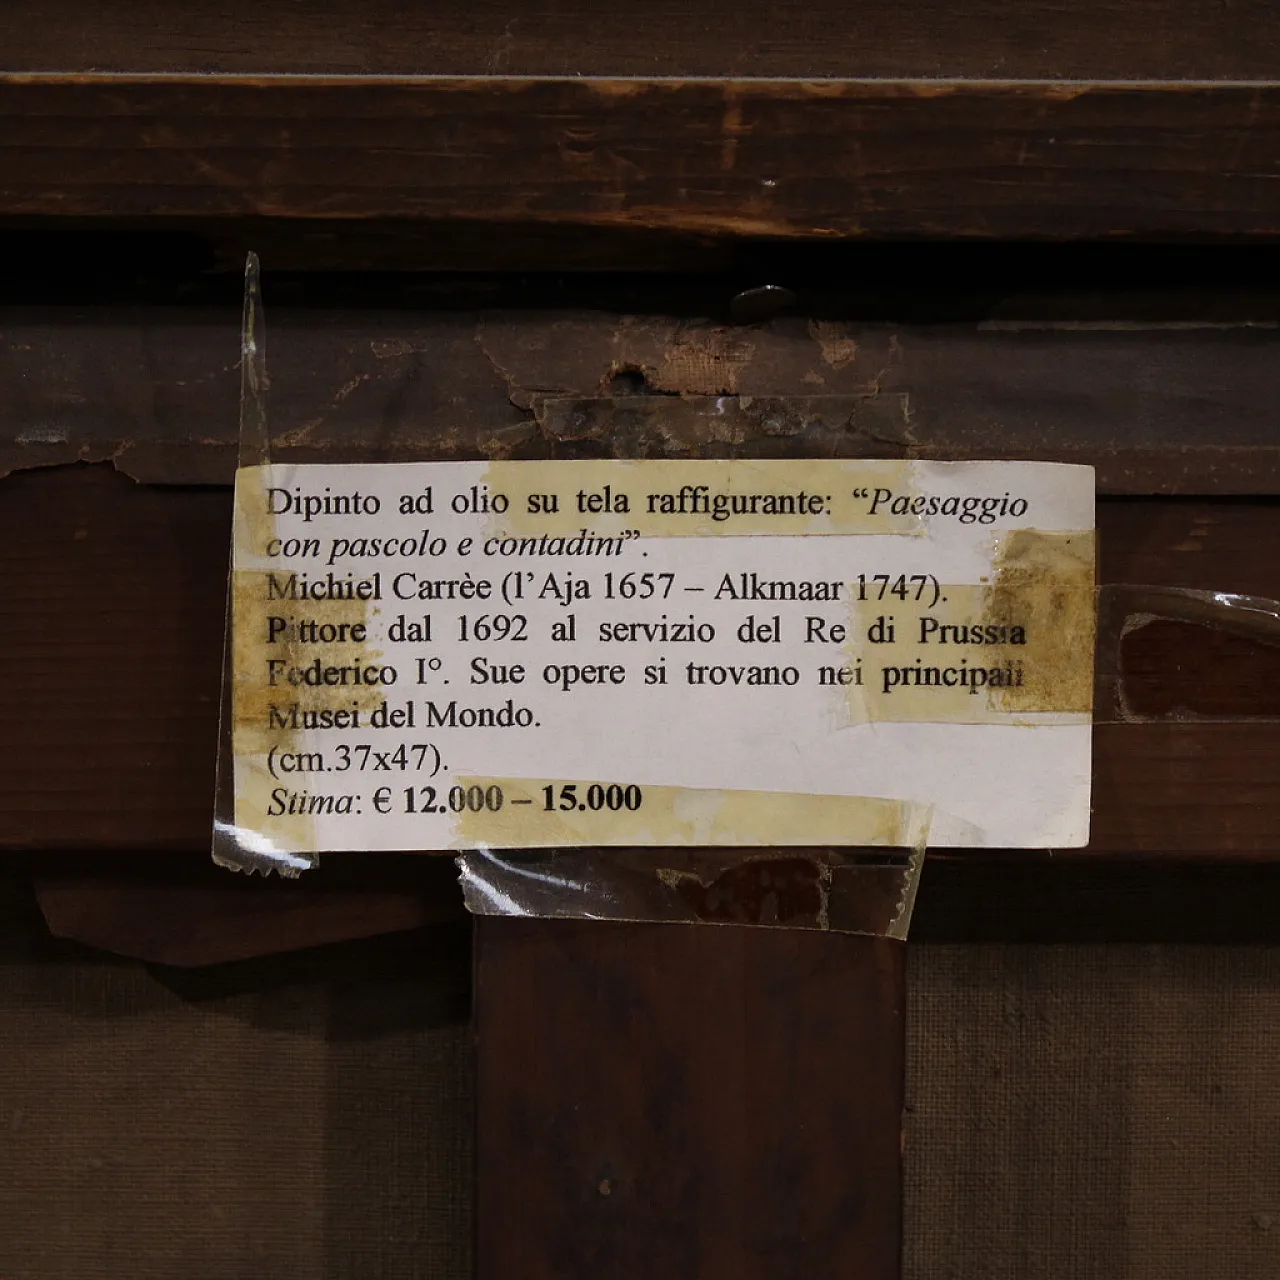 Dipinto ad olio su tela raffigurante: “Paesaggio
con pascolo e contadini”.
Michiel Carrèe (l’Aja 1657 – Alkmaar 1747).
Pittore dal 1692 al servizio del Re di Prussia
Federico I°. Sue opere si trovano nei principali
Musei del Mondo.
(cm.37x47).
Stima: € 12.000 – 15.000